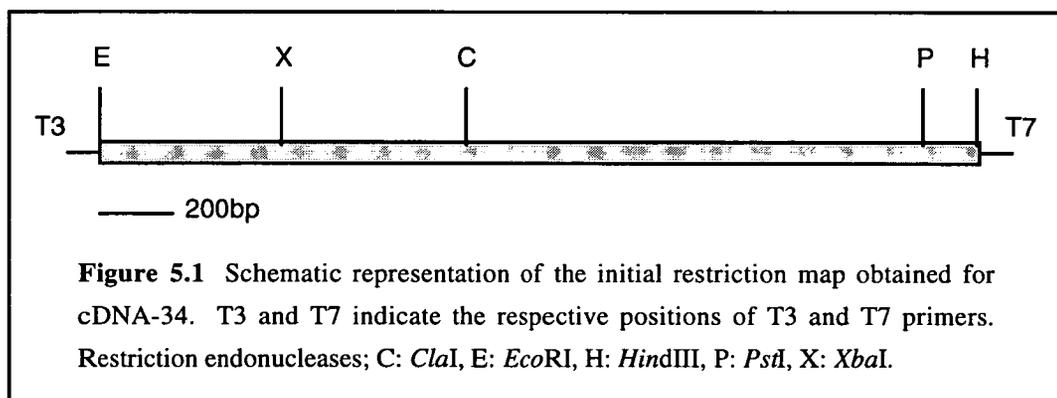 E X C P H
T3 T7
200bp
Figure 5.1 Schematic representation of the initial restriction map obtained for
cDNA-34. T3 and T7 indicate the respective positions of T3 and T7 primers.
Restriction endonucleases; C: ClaI, E: EcoRI, H: HindIII, P: PstI, X: XbaI.